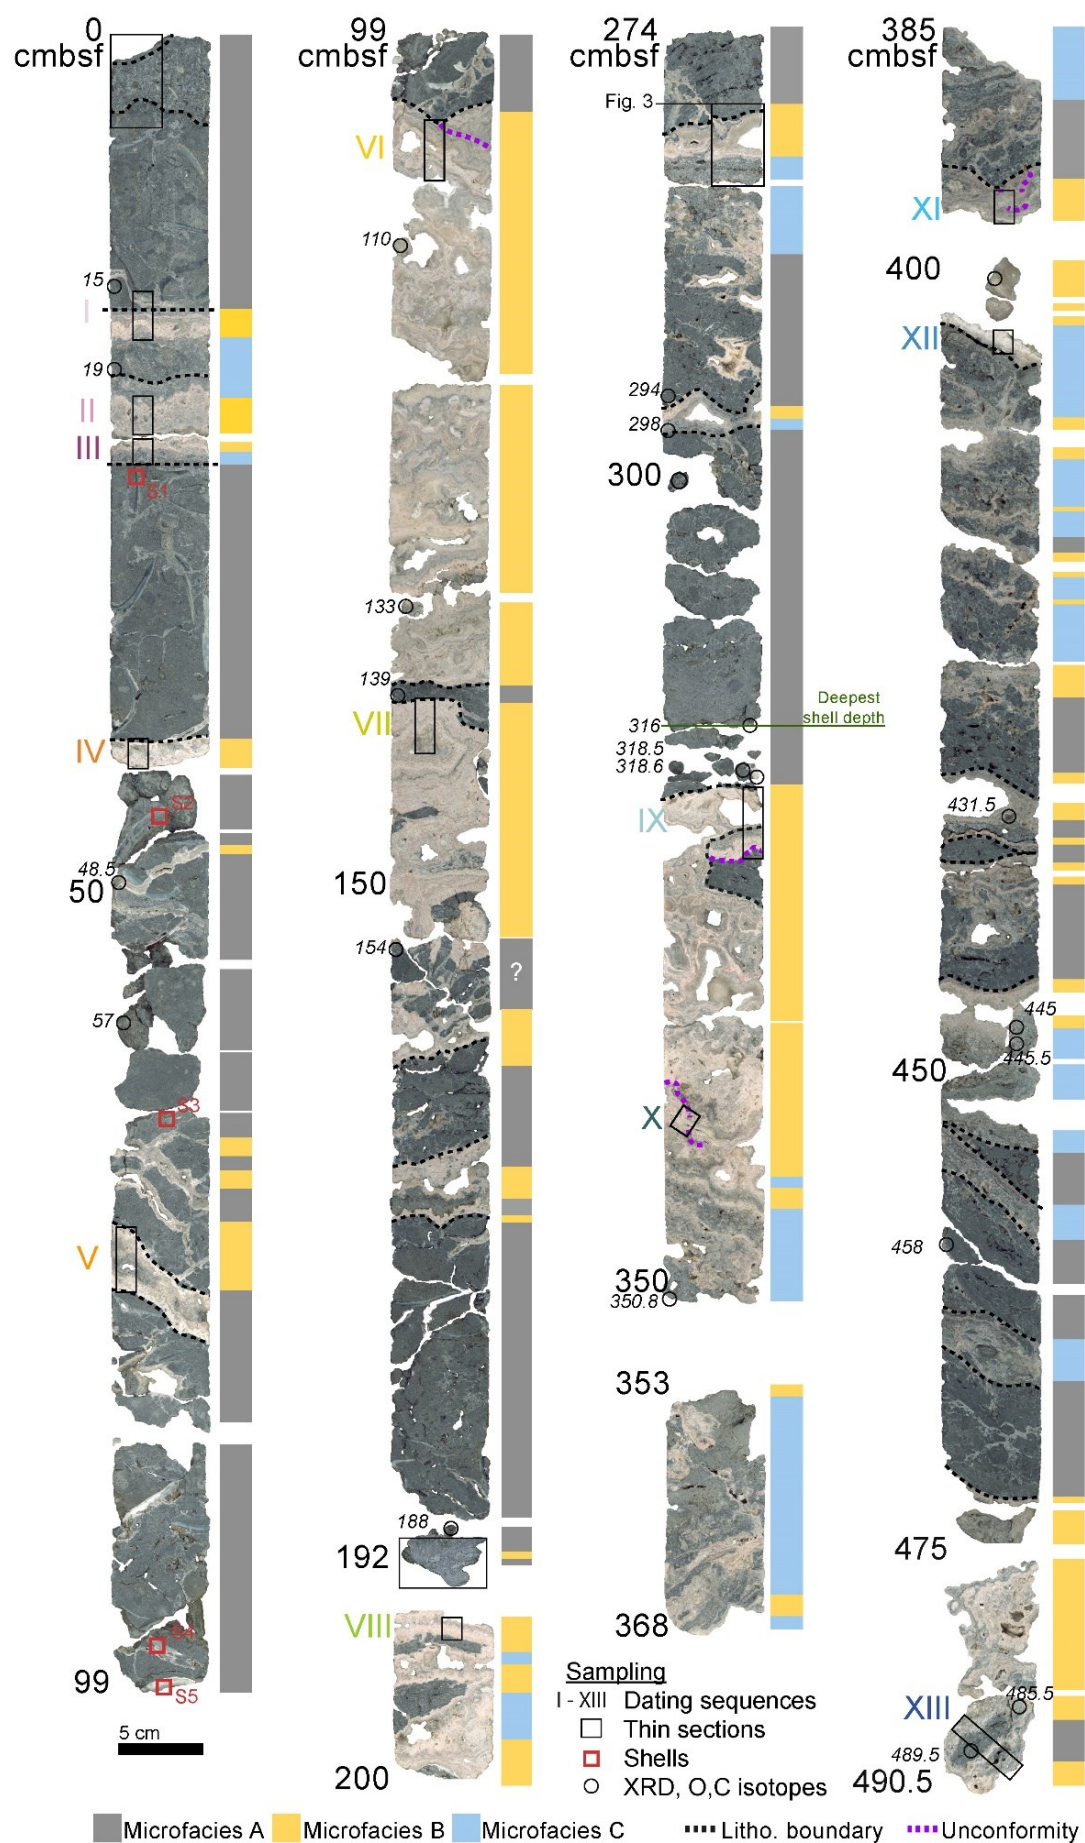 0
cmbsf
15
I
19
II
III
S1
IV
S2
48.5
50
57
S3
V
S4
99
S5
5 cm
99
cmbsf
VI
110
133
139
VII
150
154
?
188
192
VIII
200
274
cmbsf
Fig. 3
294
298
300
Deepest
shell depth
316
318.5
318.6
IX
X
350
350.8
353
368
385
cmbsf
XI
400
XII
431.5
445
445.5
450
458
475
485.5
XIII
489.5
490.5
Sampling
I - XIII Dating sequences
Thin sections
Shells
XRD, O,C isotopes
Microfacies A Microfacies B Microfacies C Litho. boundary Unconformity